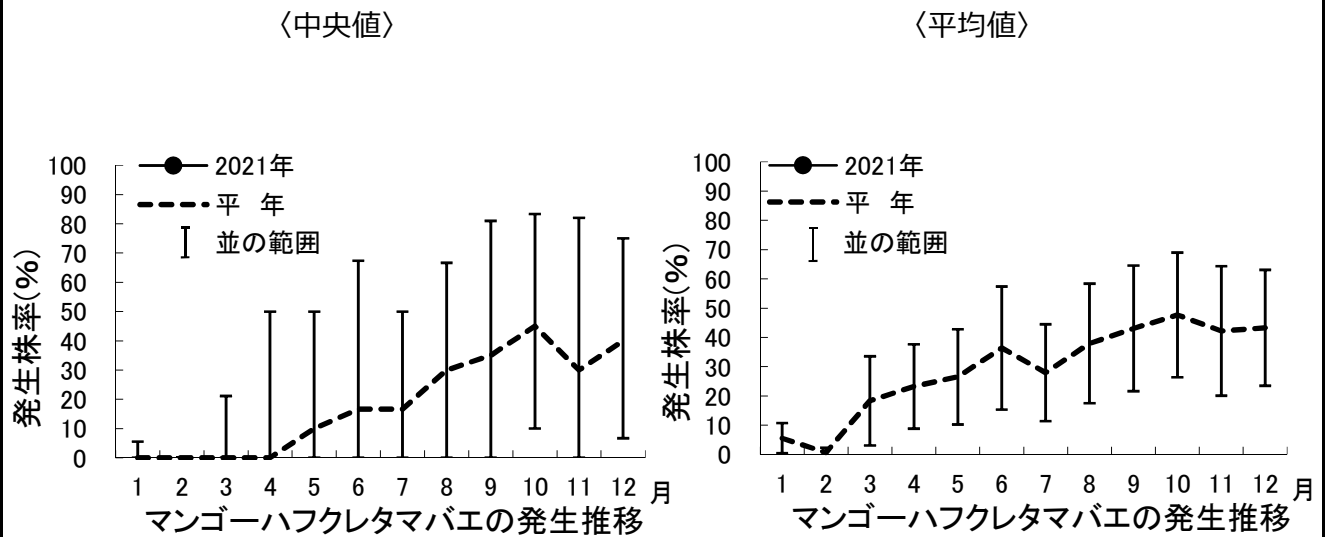 〈中央値〉
〈平均値〉
2021年
平 年
並の範囲
発生株率(%)
100
90
80
70
60
50
40
30
20
10
0
1 2 3 4 5 6 7 8 9 10 11 12 月
マンゴーハフクレタマバエの発生推移
2021年
平 年
並の範囲
発生株率(%)
100
90
80
70
60
50
40
30
20
10
0
1 2 3 4 5 6 7 8 9 10 11 12 月
マンゴーハフクレタマバエの発生推移